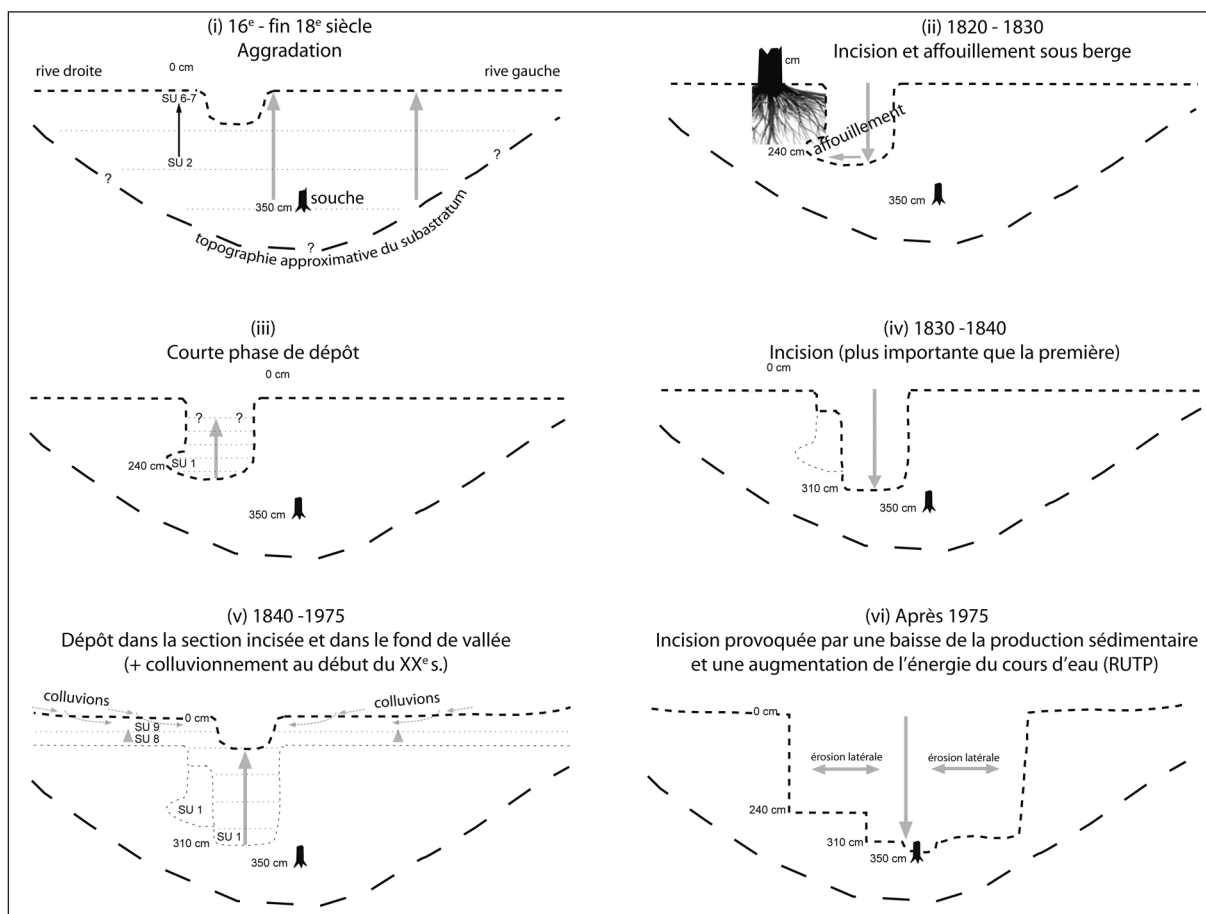 (i) 16e - fin 18e siècle
Aggradation
rive droite
0 cm
rive gauche
SU 6-7
SU 2
?
?
?
souche
350 cm
topographie approximative du subastratum
(ii) 1820 - 1830
Incision et affouillement sous berge
cm
affouillement
240 cm
350 cm
(iii)
Courte phase de dépôt
0 cm
? ?
SU 1
240 cm
350 cm
(iv) 1830 -1840
Incision (plus importante que la première)
0 cm
310 cm
350 cm
(v) 1840 -1975
Dépôt dans la section incisée et dans le fond de vallée
(+ colluvionnement au début du XXe s.)
colluvions
colluvions
0 cm
SU 9
SU 8
SU 1
SU 1
310 cm
350 cm
(vi) Après 1975
Incision provoquée par une baisse de la production sédimentaire
et une augmentation de l'énergie du cours d'eau (RUTP)
0 cm
érosion latérale
érosion latérale
240 cm
310 cm
350 cm